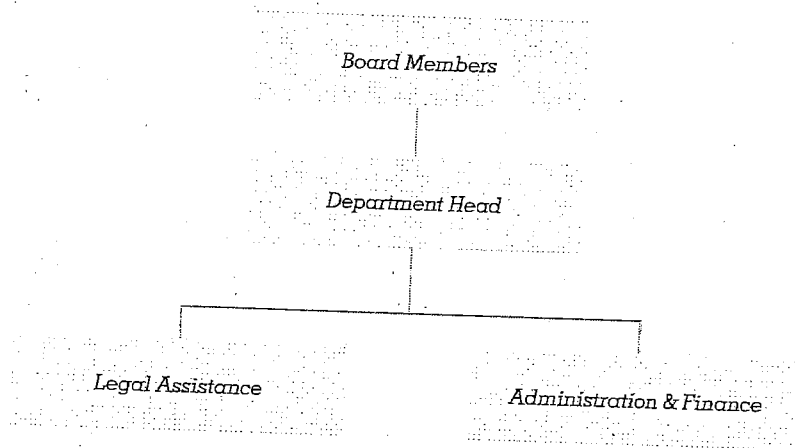 Board Members
Department Head
Legal Assistance
Administration & Finance